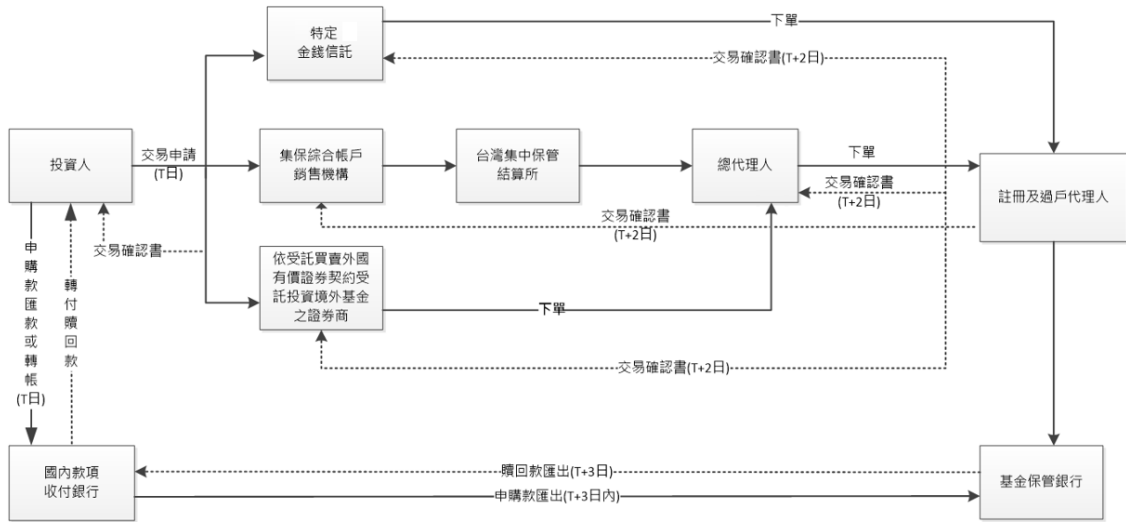 特定
金錢信託
下單
交易確認書(T+2日)
投資人
交易申請
(T日)
集保綜合帳戶
銷售機構
台灣集中保管
結算所
總代理人
下單
交易確認書
(T+2日)
註冊及過戶代理人
交易確認書
(T+2日)
交易確認書
依受託買賣外國
有價證券契約受
託投資境外基金
之證券商
下單
申購款匯款或轉帳
(T日)
轉付贖回款
交易確認書(T+2日)
國內款項
收付銀行
贖回款匯出(T+3日)
申購款匯出(T+3日內)
基金保管銀行